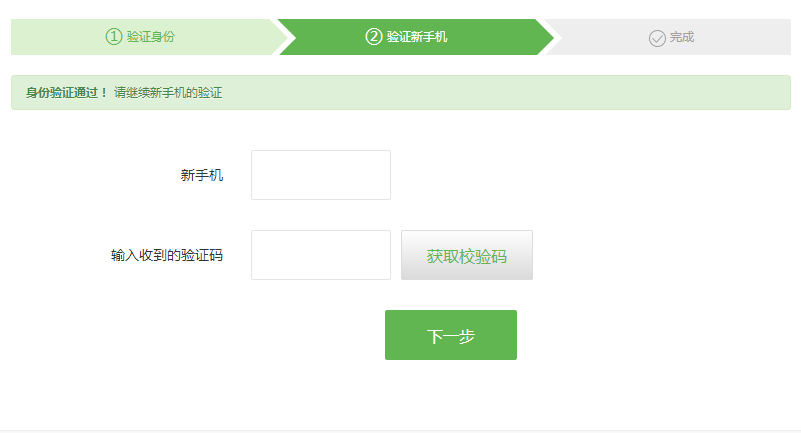 ① 验证身份
② 验证新手机
完成
身份验证通过！ 请继续新手机的验证
新手机
输入收到的验证码
获取校验码
下一步